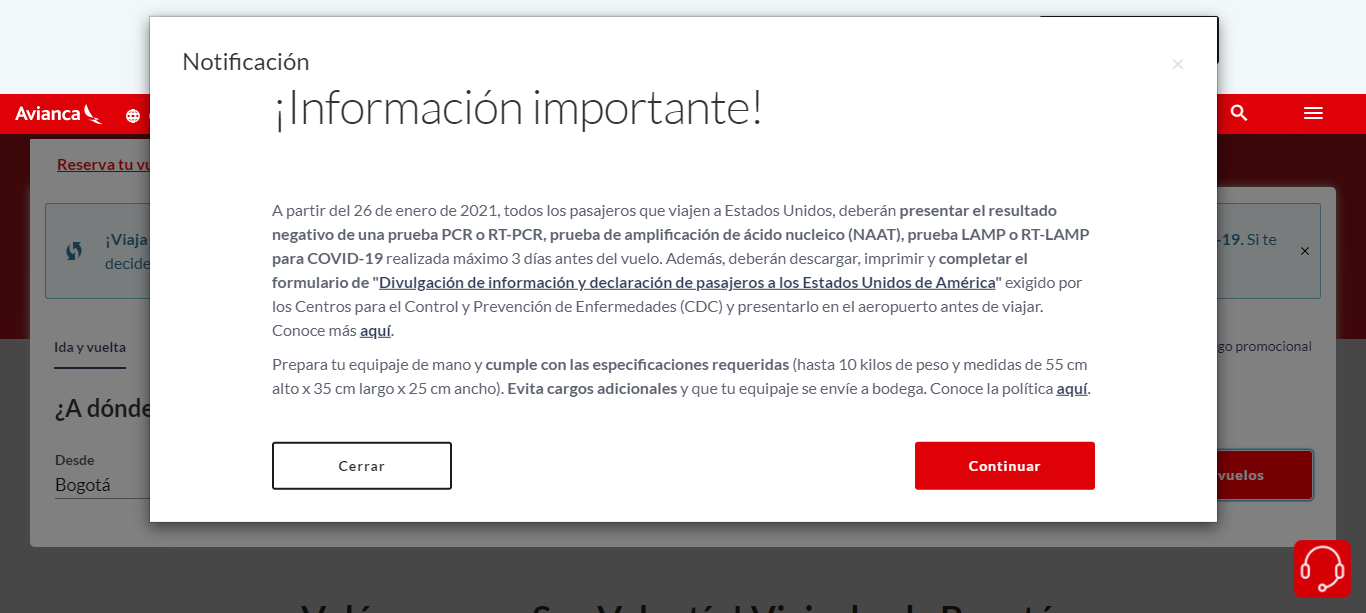 Notificación
¡Información importante!
Avianca
Reserva tu
A partir del 26 de enero de 2021, todos los pasajeros que viajen a Estados Unidos, deberán presentar el resultado
negativo de una prueba PCR o RT-PCR, prueba de amplificación de ácido nucleico (NAAT), prueba LAMP o RT-LAMP
para COVID-19 realizada máximo 3 días antes del vuelo. Además, deberán descargar, imprimir y completar el
formulario de "Divulgación de información y declaración de pasajeros a los Estados Unidos de América" exigido por
los Centros para el Control y Prevención de Enfermedades (CDC) y presentarlo en el aeropuerto antes de viajar.
Conoce más aquí.
Prepara tu equipaje de mano y cumple con las especificaciones requeridas (hasta 10 kilos de peso y medidas de 55 cm
alto x 35 cm largo x 25 cm ancho). Evita cargos adicionales y que tu equipaje se envíe a bodega. Conoce la política aquí.
Cerrar
Continuar
¡Viaja
decide
-19. Si te
Ida y vuelta
promocional
¿A dónde
Desde
Bogotá
vuelos